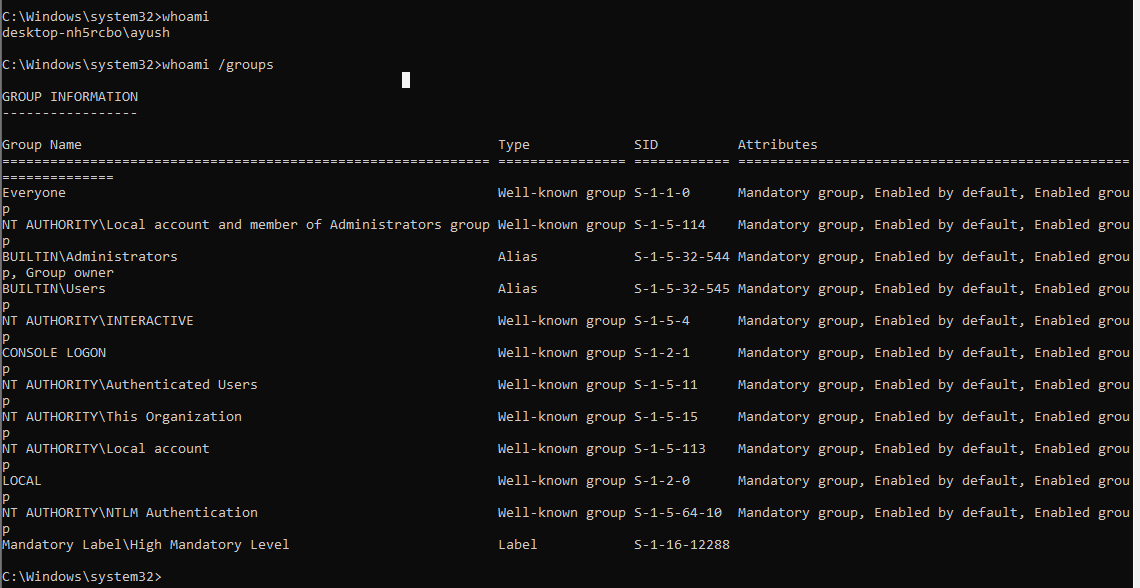 C:\Windows\system32>whoami
desktop-nh5rcbo\ayush
C:\Windows\system32>whoami /groups
GROUP INFORMATION
-----------------
Group Name                                                    Type             SID          Attributes
============================================================= ================ ============ =================================================
==============
Everyone                                                      Well-known group S-1-1-0      Mandatory group, Enabled by default, Enabled grou
p
NT AUTHORITY\Local account and member of Administrators group Well-known group S-1-5-114    Mandatory group, Enabled by default, Enabled grou
p
BUILTIN\Administrators                                        Alias            S-1-5-32-544 Mandatory group, Enabled by default, Enabled grou
p, Group owner
BUILTIN\Users                                                 Alias            S-1-5-32-545 Mandatory group, Enabled by default, Enabled grou
p
NT AUTHORITY\INTERACTIVE                                      Well-known group S-1-5-4      Mandatory group, Enabled by default, Enabled grou
p
CONSOLE LOGON                                                 Well-known group S-1-2-1      Mandatory group, Enabled by default, Enabled grou
p
NT AUTHORITY\Authenticated Users                              Well-known group S-1-5-11     Mandatory group, Enabled by default, Enabled grou
p
NT AUTHORITY\This Organization                                Well-known group S-1-5-15     Mandatory group, Enabled by default, Enabled grou
p
NT AUTHORITY\Local account                                    Well-known group S-1-5-113    Mandatory group, Enabled by default, Enabled grou
p
LOCAL                                                         Well-known group S-1-2-0      Mandatory group, Enabled by default, Enabled grou
p
NT AUTHORITY\NTLM Authentication                              Well-known group S-1-5-64-10  Mandatory group, Enabled by default, Enabled grou
p
Mandatory Label\High Mandatory Level                          Label            S-1-16-12288
C:\Windows\system32>